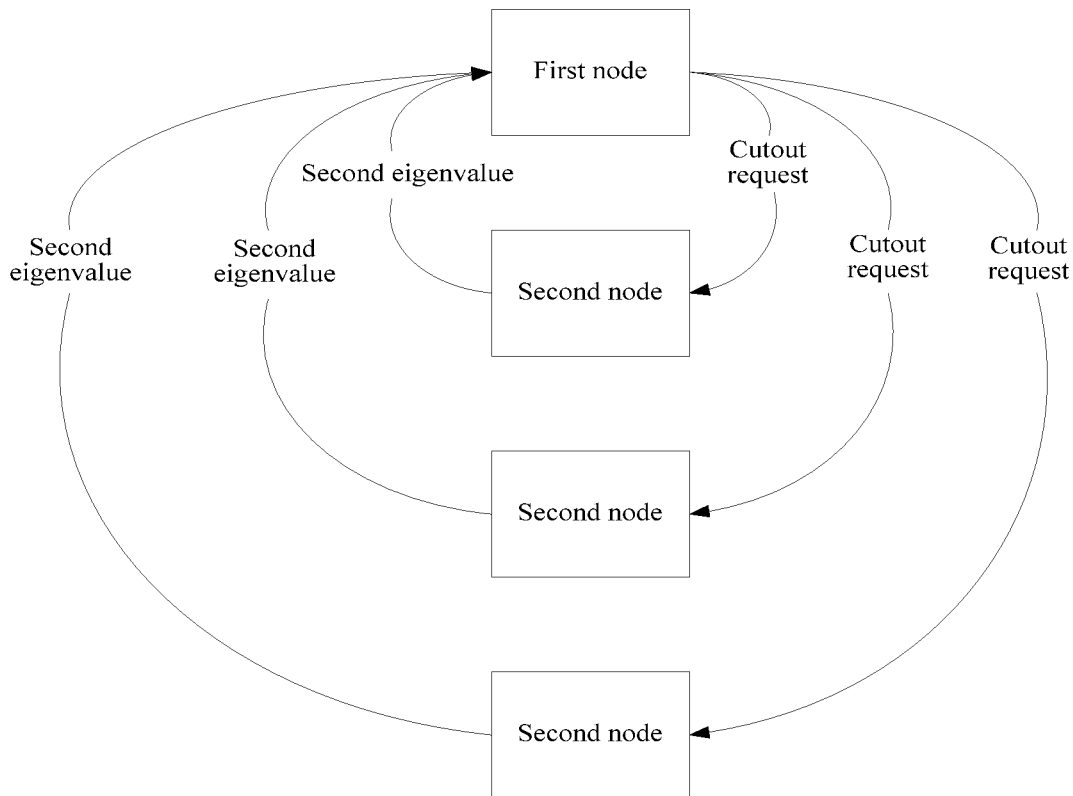 First node
Second eigenvalue
Cutout
request
Second
eigenvalue
Second
eigenvalue
Second node
Cutout
request
Cutout
request
Second node
Second node